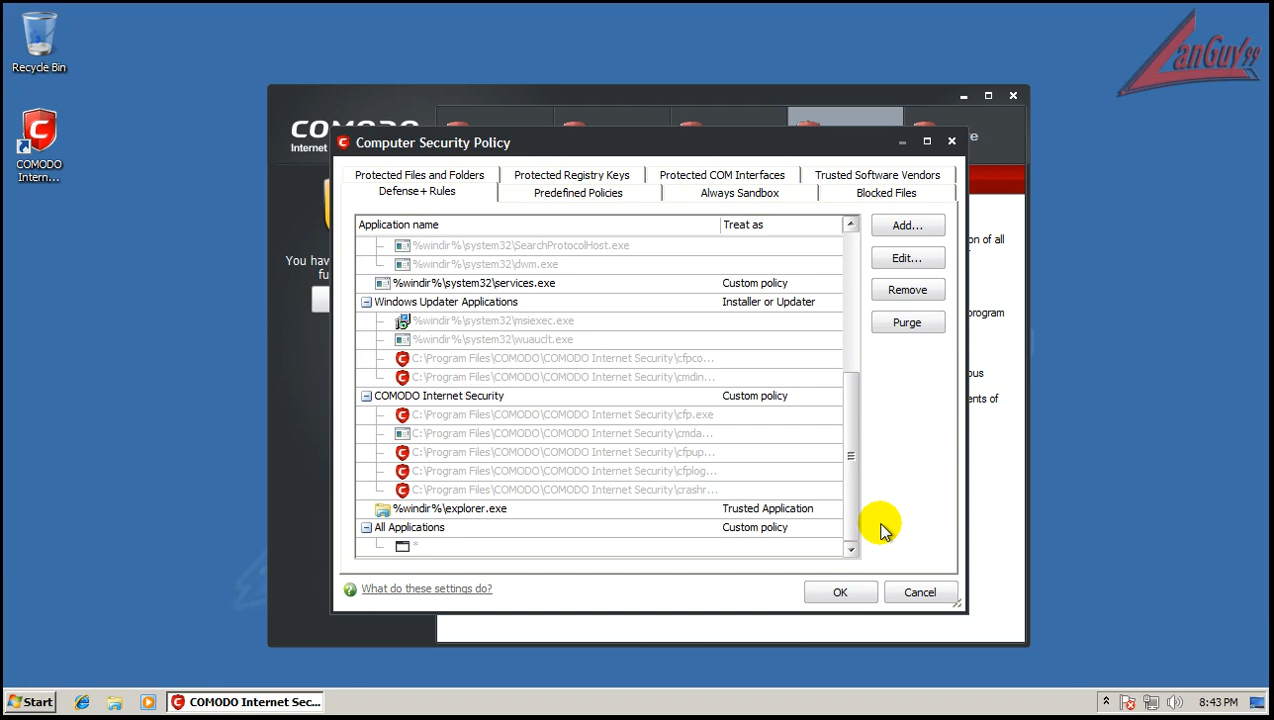 Recycle Bin
COMODO
Intern...
LanGuy99
COMODO
Internet
Computer Security Policy
Protected Files and Folders
Protected Registry Keys
Protected COM Interfaces
Trusted Software Vendors
Defense+ Rules
Predefined Policies
Always Sandbox
Blocked Files
Application name
Treat as
%windir%\system32\SearchProtocolHost.exe
%windir%\system32\dwm.exe
%windir%\system32\services.exe Custom policy
Windows Updater Applications Installer or Updater
%windir%\system32\msiexec.exe
%windir%\system32\wuauclt.exe
C:\Program Files\COMODO\COMODO Internet Security\cfpco...
C:\Program Files\COMODO\COMODO Internet Security\cmdin...
COMODO Internet Security Custom policy
C:\Program Files\COMODO\COMODO Internet Security\cfp.exe
C:\Program Files\COMODO\COMODO Internet Security\cmda...
C:\Program Files\COMODO\COMODO Internet Security\cfpup...
C:\Program Files\COMODO\COMODO Internet Security\cfplog...
C:\Program Files\COMODO\COMODO Internet Security\crashr...
%windir%\explorer.exe Trusted Application
All Applications Custom policy
*
Add...
Edit...
Remove
Purge
What do these settings do?
OK
Cancel
You hav
fu
on of all
program
ous
ents of
Start
COMODO Internet Sec...
8:43 PM